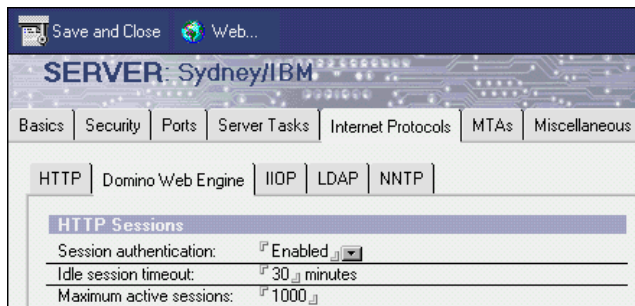 Save and Close Web...
SERVER: Sydney/IBM
Basics Security Ports Server Tasks Internet Protocols MTAs Miscellaneous
HTTP Domino Web Engine IIOP LDAP NNTP
HTTP Sessions
Session authentication: Enabled
Idle session timeout: 30 minutes
Maximum active sessions: 1000